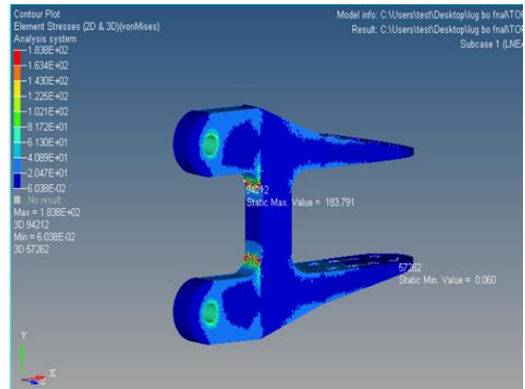 Contour Plot
Element Stresses (2D & 3D)(vonMises)
Analysis system
1.838E+02
1.634E+02
1.430E+02
1.225E+02
1.021E+02
8.172E+01
6.130E+01
4.089E+01
2.047E+01
6.038E-02
No result
Max = 1.838E+02
3D 94212
Min = 6.038E-02
3D 57262
Model info: C:\Users\test\Desktop\lug bo fnal\TOP
Result: C:\Users\test\Desktop\lug bo fnal\TOP
Subcase 1 (LNEA
94212
Static Max. Value = 183.791
57262
Static Min. Value = 0.060
Y
X